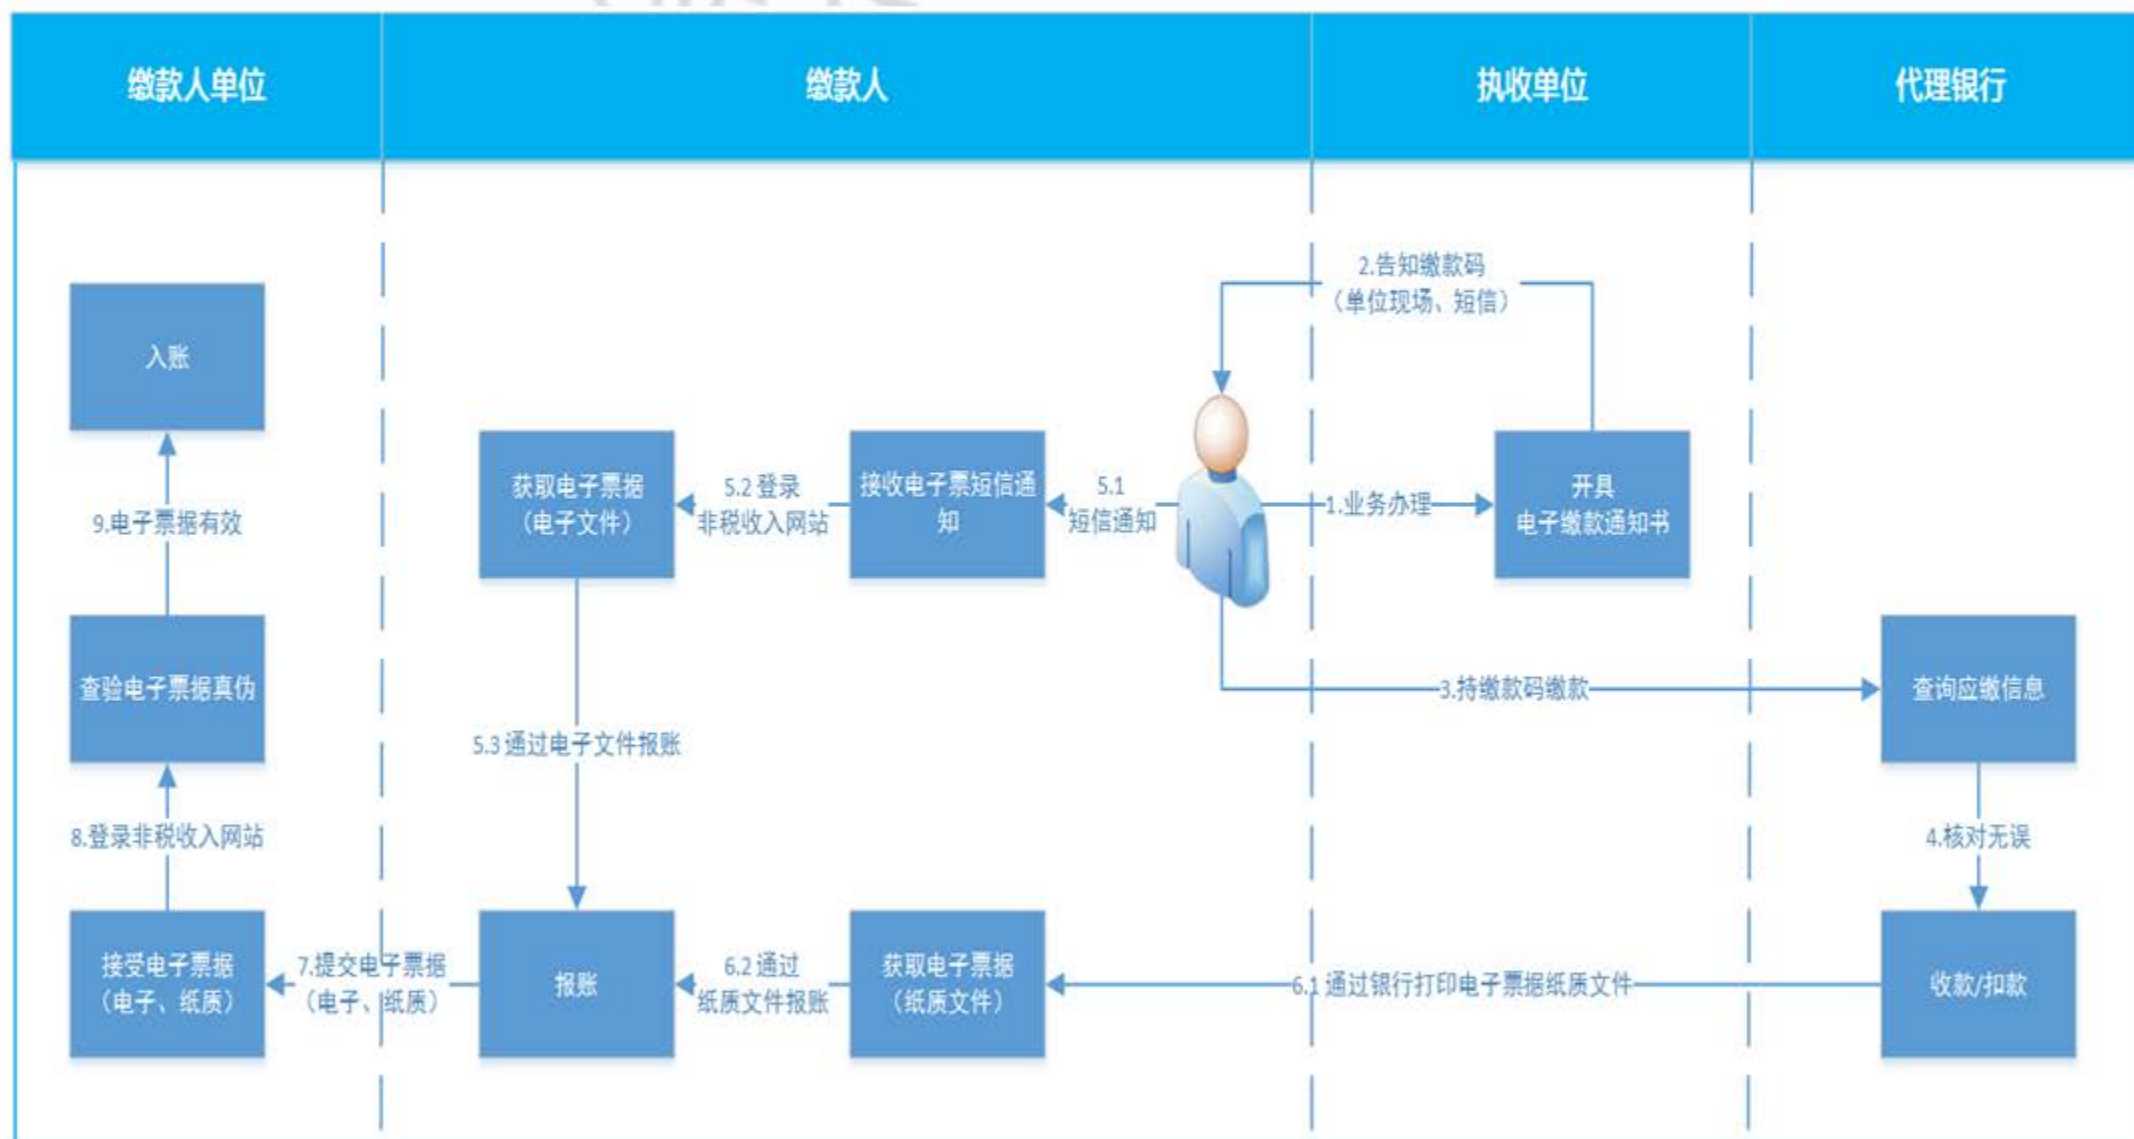 缴款人单位
缴款人
执收单位
代理银行
2.告知缴款码
（单位现场、短信）
入账
获取电子票据
（电子文件）
5.2 登录
非税收入网站
接收电子票短信通
知
5.1
短信通知
1.业务办理
开具
电子缴款通知书
9.电子票据有效
查验电子票据真伪
3.持缴款码缴款
查询应缴信息
5.3 通过电子文件报账
8.登录非税收入网站
4.核对无误
接受电子票据
（电子、纸质）
7.提交电子票据
（电子、纸质）
报账
6.2 通过
纸质文件报账
获取电子票据
（纸质文件）
6.1 通过银行打印电子票据纸质文件
收款/扣款